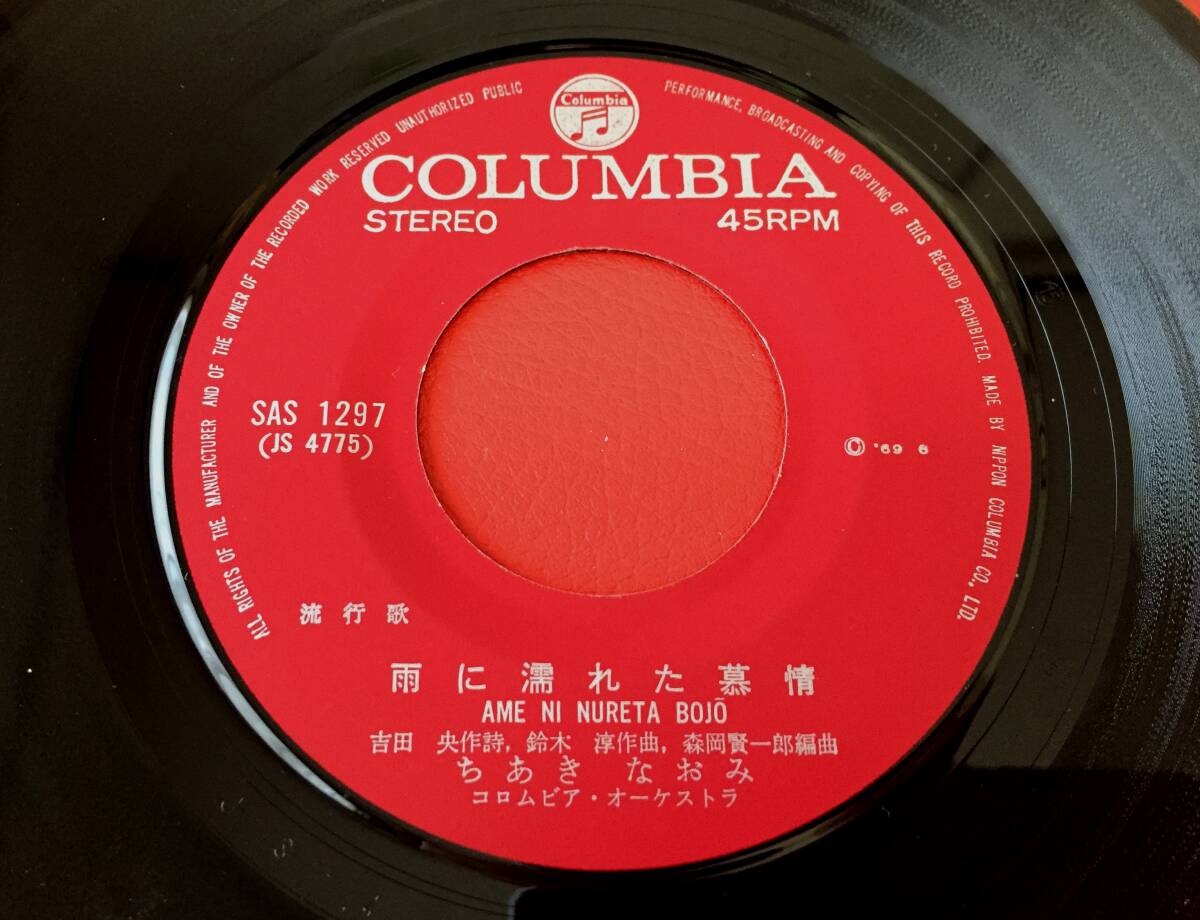 Columbia
COLUMBIA
STEREO 45RPM
ALL RIGHTS OF THE MANUFACTURER AND OF THE OWNER OF THE RECORDED WORK RESERVED UNAUTHORIZED PUBLIC PERFORMANCE, BROADCASTING AND COPYING OF THIS RECORD PROHIBITED. MADE BY NIPPON COLUMBIA CO., LTD.
SAS 1297
(JS 4775)
© '69 6
流行歌
雨に濡れた慕情
AME NI NURETA BOJŌ
吉田 央作詩, 鈴木 淳作曲, 森岡賢一郎編曲
ちあき なおみ
コロムビア・オーケストラ